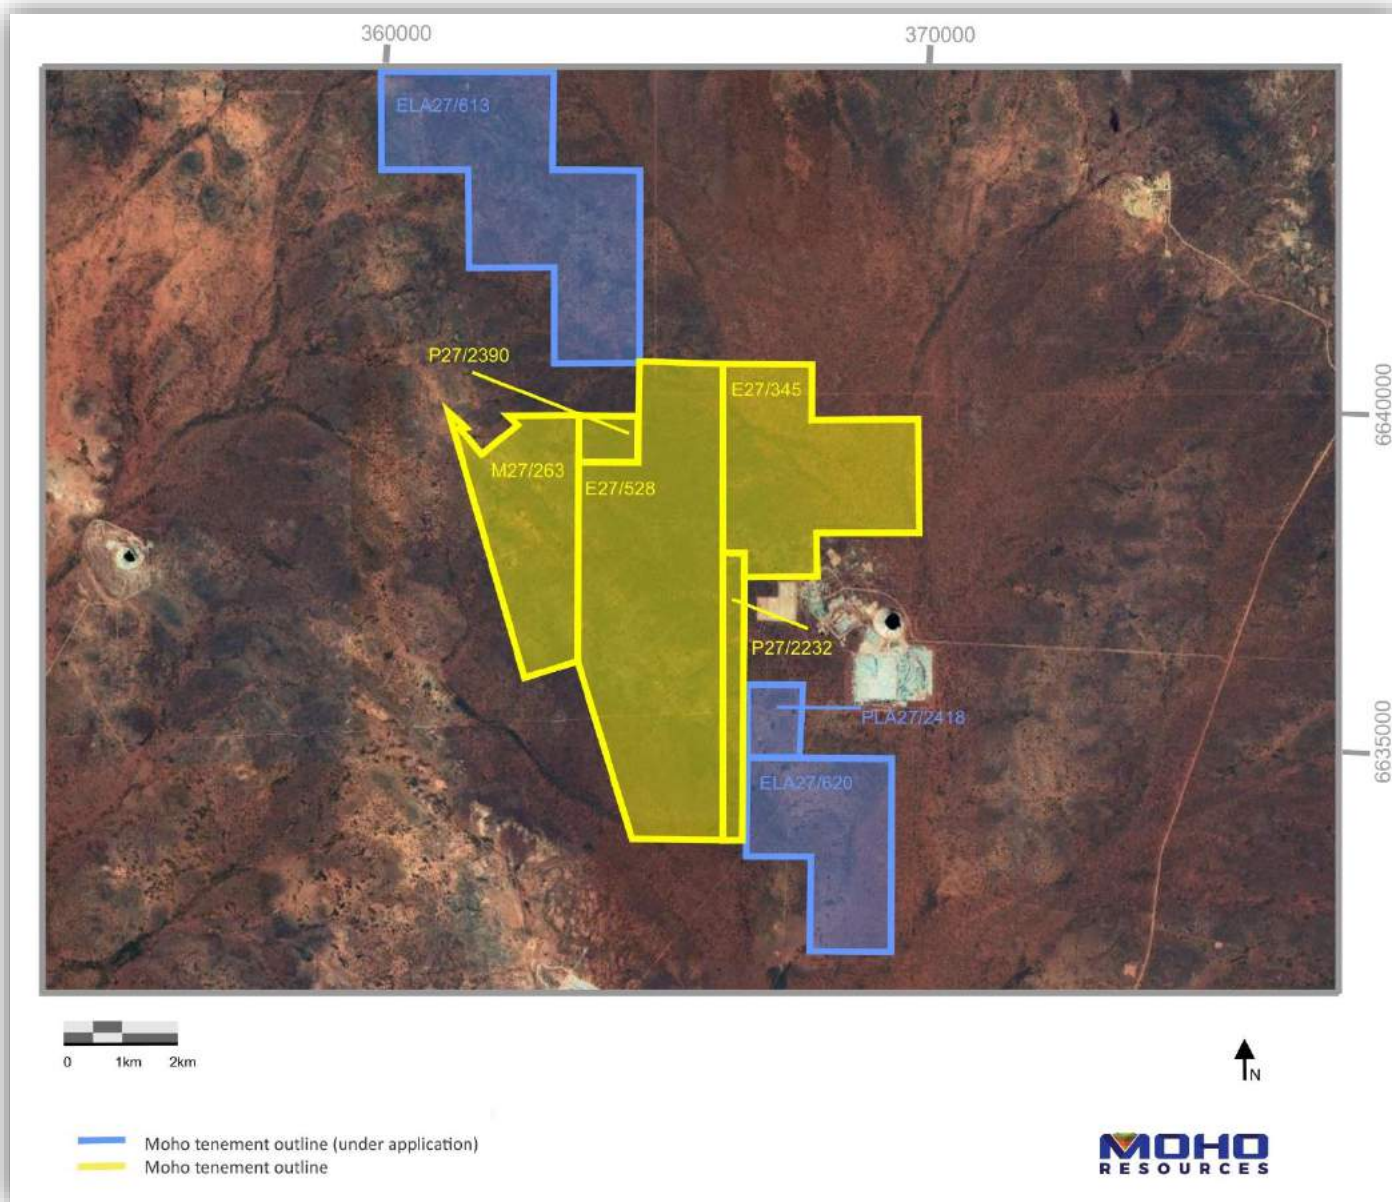 360000
370000
ELA27/613
P27/2390
E27/345
6640000
M27/263
E27/528
P27/2232
PLA27/2418
6635000
ELA27/620
0 1km 2km
N
Moho tenement outline (under application)
Moho tenement outline
MOHO
RESOURCES